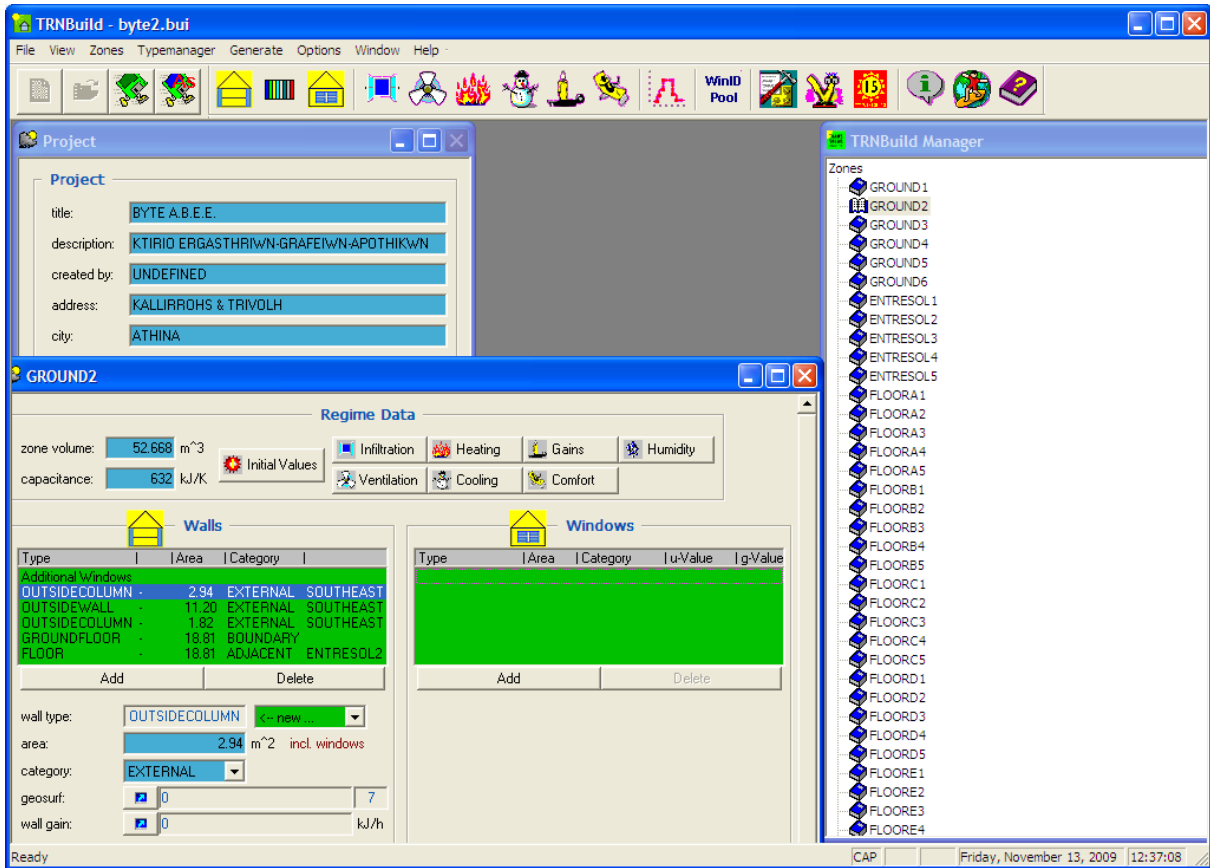 TRNBuild - byte2.bui
File View Zones Typemanager Generate Options Window Help
WinID Pool
15
Project
Project
title: BYTE A.B.E.E.
description: KTIRIO ERGASTHRIWN-GRAFEIWN-APOTHIKWN
created by: UNDEFINED
address: KALLIRROHS & TRIVOLH
city: ATHINA
GROUND2
Regime Data
zone volume: 52.668 m^3
capacitance: 632 kJ/K
Initial Values
Infiltration Heating Gains Humidity
Ventilation Cooling Comfort
Walls
Type | | Area | Category |
Additional Windows
OUTSIDECOLUMN - 2.94 EXTERNAL SOUTHEAST
OUTSIDEWALL - 11.20 EXTERNAL SOUTHEAST
OUTSIDECOLUMN - 1.82 EXTERNAL SOUTHEAST
GROUNDFLOOR - 18.81 BOUNDARY
FLOOR - 18.81 ADJACENT ENTRESOL2
Add Delete
wall type: OUTSIDECOLUMN <-- new ...
area: 2.94 m^2 incl. windows
category: EXTERNAL
geosurf: 0 7
wall gain: 0 kJ/h
Windows
Type | Area | Category | u-Value | g-Value
Add Delete
TRNBuild Manager
Zones
GROUND1
GROUND2
GROUND3
GROUND4
GROUND5
GROUND6
ENTRESOL1
ENTRESOL2
ENTRESOL3
ENTRESOL4
ENTRESOL5
FLOORA1
FLOORA2
FLOORA3
FLOORA4
FLOORA5
FLOORB1
FLOORB2
FLOORB3
FLOORB4
FLOORB5
FLOORC1
FLOORC2
FLOORC3
FLOORC4
FLOORC5
FLOORD1
FLOORD2
FLOORD3
FLOORD4
FLOORD5
FLOORE1
FLOORE2
FLOORE3
FLOORE4
Ready CAP Friday, November 13, 2009 12:37:08